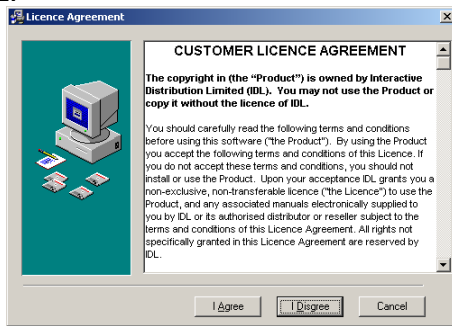 Licence Agreement
CUSTOMER LICENCE AGREEMENT
The copyright in (the “Product”) is owned by Interactive
Distribution Limited (IDL).  You may not use the Product or
copy it without the licence of IDL.
You should carefully read the following terms and conditions
before using this software ("the Product").  By using the Product
you accept the following terms and conditions of this Licence. If
you do not accept these terms and conditions, you should not
install or use the Product.  Upon your acceptance IDL grants you a
non-exclusive, non-transferable licence ("the Licence") to use the
Product, and any associated manuals electronically supplied to
you by IDL or its authorised distributor or reseller subject to the
terms and conditions of this Licence Agreement. All rights not
specifically granted in this Licence Agreement are reserved by
IDL.
I Agree
I Disgree
Cancel